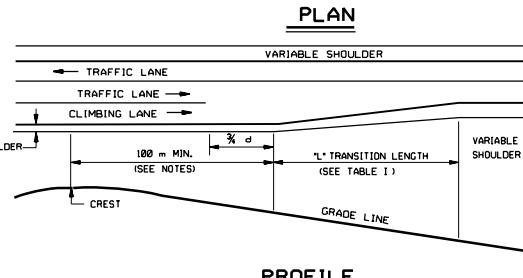 PLAN
VARIABLE SHOULDER
TRAFFIC LANE
TRAFFIC LANE
CLIMBING LANE
¾ d
100 m MIN.
(SEE NOTES)
"L" TRANSITION LENGTH
(SEE TABLE I)
VARIABLE
SHOULDER
CREST
GRADE LINE
PROFILE